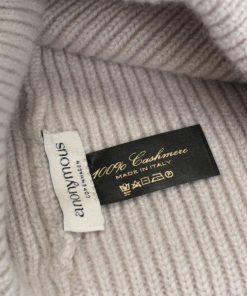 anonymous
COPENHAGEN
100% Cashmere
MADE IN ITALY